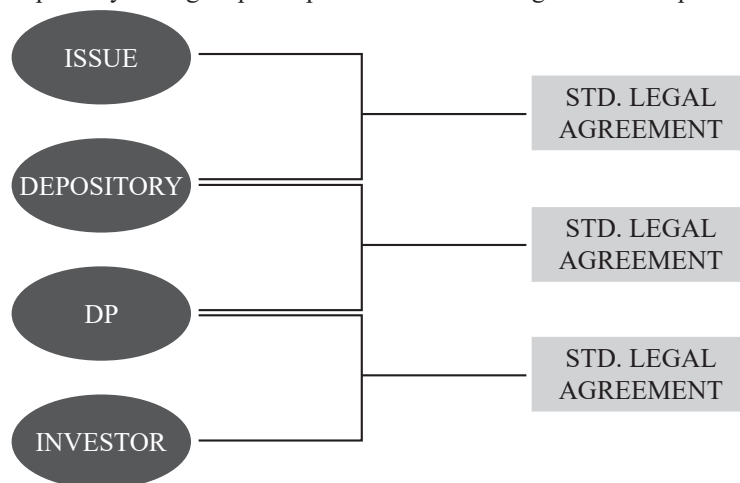 ISSUE
STD. LEGAL
AGREEMENT
DEPOSITORY
STD. LEGAL
AGREEMENT
DP
STD. LEGAL
AGREEMENT
INVESTOR